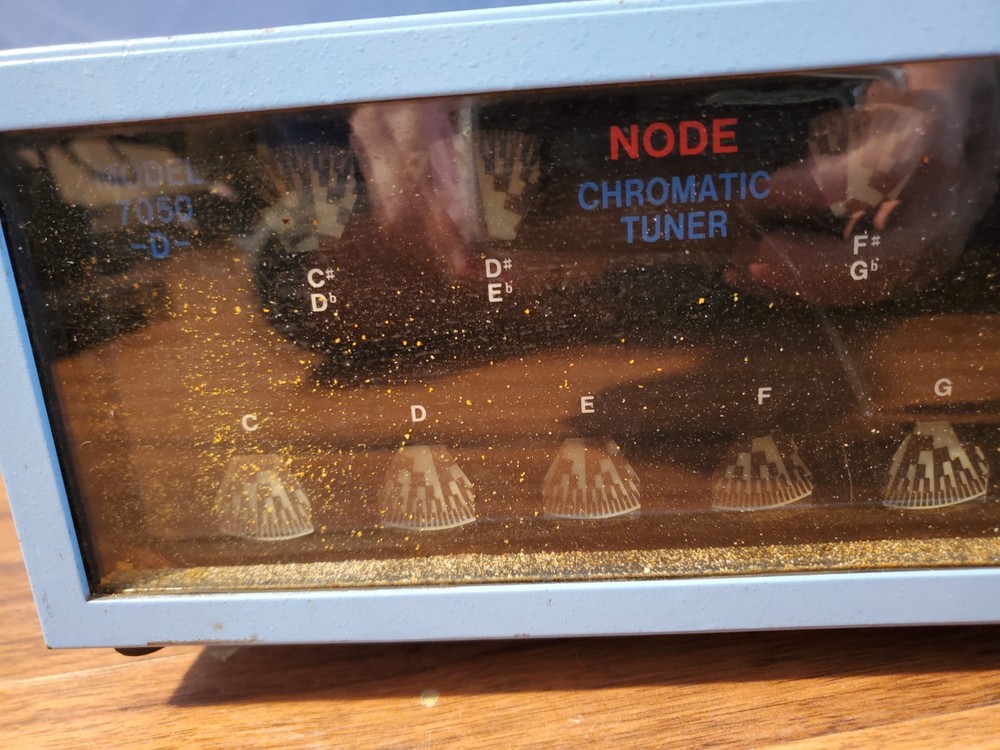 MODEL
7050
-D-
NODE
CHROMATIC
TUNER
C#
Db
D#
Eb
F#
Gb
C
D
E
F
G